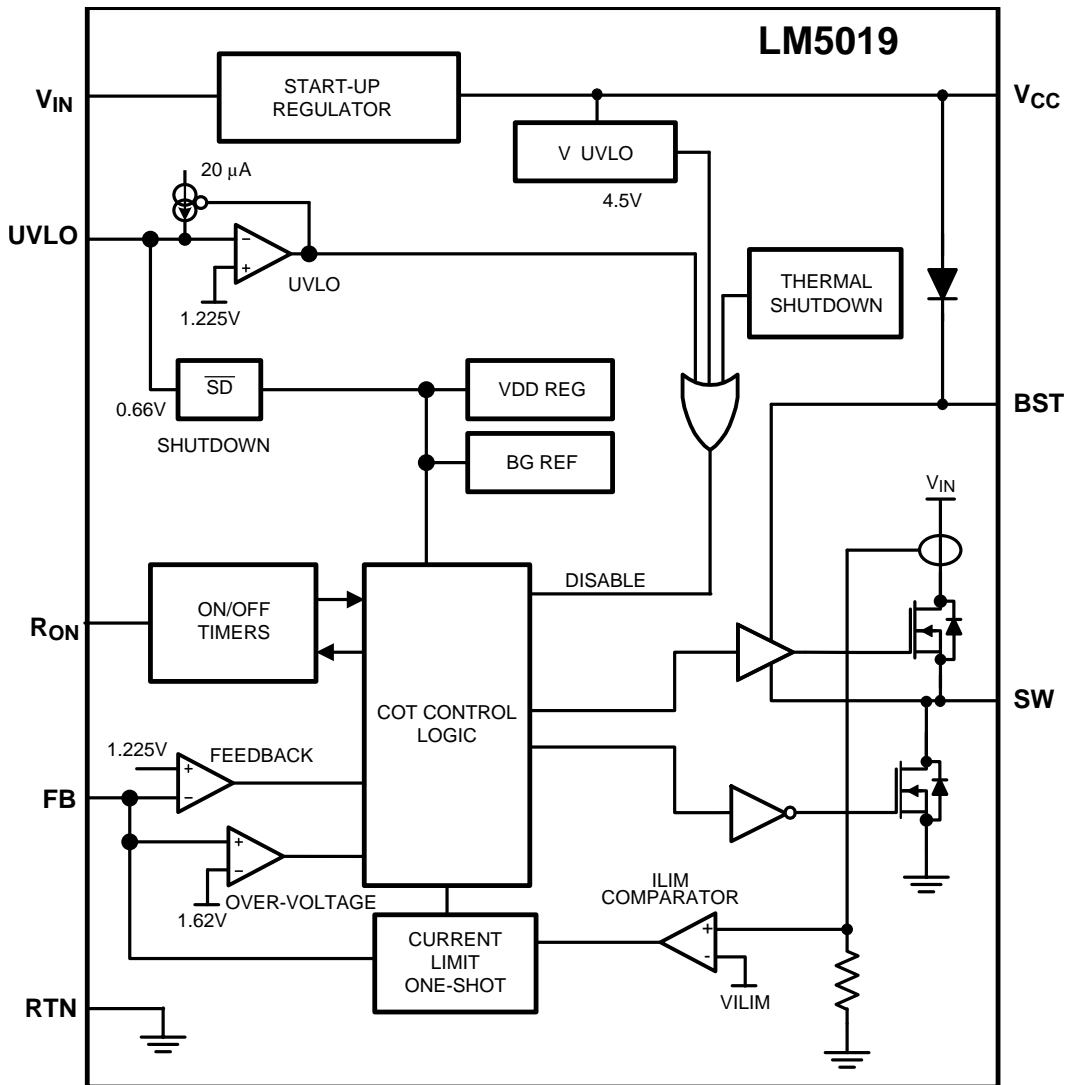 LM5019
START-UP
REGULATOR
VIN
VCC
V UVLO
4.5V
20 µA
UVLO
−
+
UVLO
1.225V
THERMAL
SHUTDOWN
SD
0.66V
SHUTDOWN
VDD REG
BG REF
BST
VIN
ON/OFF
TIMERS
RON
DISABLE
COT CONTROL
LOGIC
SW
1.225V
FEEDBACK
+
−
FB
+
−
1.62V
OVER-VOLTAGE
ILIM
COMPARATOR
+
-
VILIM
CURRENT
LIMIT
ONE-SHOT
RTN